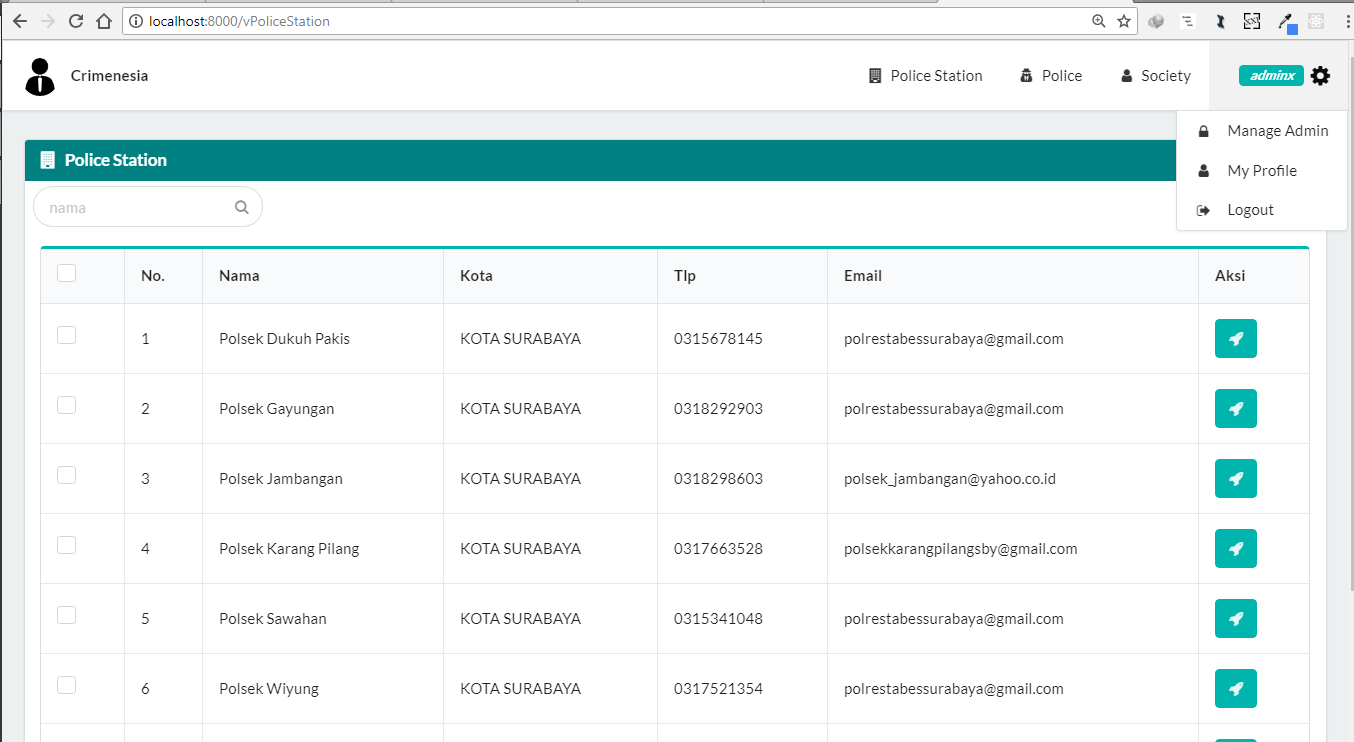 localhost:8000/vPoliceStation
Crimenesia
Police Station
Police
Society
adminx
Manage Admin
My Profile
Logout
Police Station
nama
No. Nama Kota Tlp Email Aksi
1 Polsek Dukuh Pakis KOTA SURABAYA 0315678145 polrestabessurabaya@gmail.com
2 Polsek Gayungan KOTA SURABAYA 0318292903 polrestabessurabaya@gmail.com
3 Polsek Jambangan KOTA SURABAYA 0318298603 polsek_jambangan@yahoo.co.id
4 Polsek Karang Pilang KOTA SURABAYA 0317663528 polsekkarangpilangsby@gmail.com
5 Polsek Sawahan KOTA SURABAYA 0315341048 polrestabessurabaya@gmail.com
6 Polsek Wiyung KOTA SURABAYA 0317521354 polrestabessurabaya@gmail.com